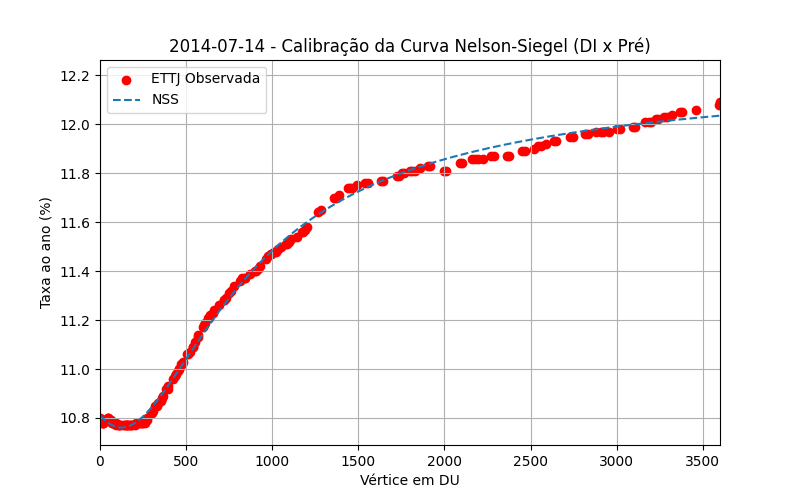 2014-07-14 - Calibração da Curva Nelson-Siegel (DI x Pré)
ETTJ Observada
NSS
Taxa ao ano (%)
12.2
12.0
11.8
11.6
11.4
11.2
11.0
10.8
0 500 1000 1500 2000 2500 3000 3500
Vértice em DU